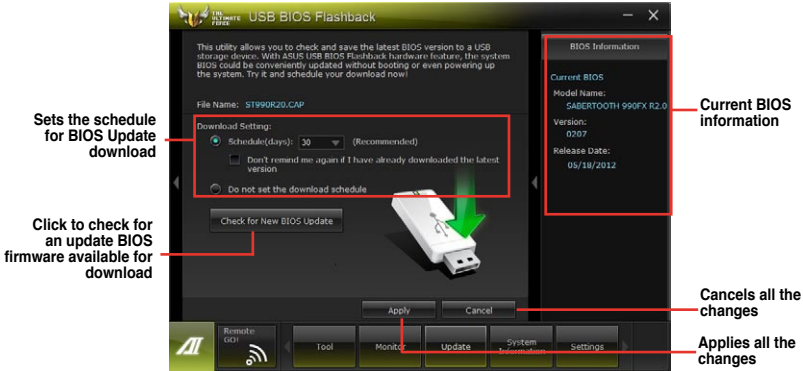 THE ULTIMATE FORCE
USB BIOS Flashback
This utility allows you to check and save the latest BIOS version to a USB
storage device. With ASUS USB BIOS Flashback hardware feature, the system
BIOS could be conveniently updated without booting or even powering up
the system. Try it and schedule your download now!
File Name: ST990R20.CAP
Download Setting:
Schedule(days): 30 (Recommended)
Don't remind me again if I have already downloaded the latest
version
Do not set the download schedule
Check for New BIOS Update
Apply
Cancel
BIOS Information
Current BIOS
Model Name:
SABERTOOTH 990FX R2.0
Version:
0207
Release Date:
05/18/2012
Remote
GO!
Tool
Monitor
Update
System
Information
Settings
Sets the schedule
for BIOS Update
download
Click to check for
an update BIOS
firmware available for
download
Current BIOS
information
Cancels all the
changes
Applies all the
changes